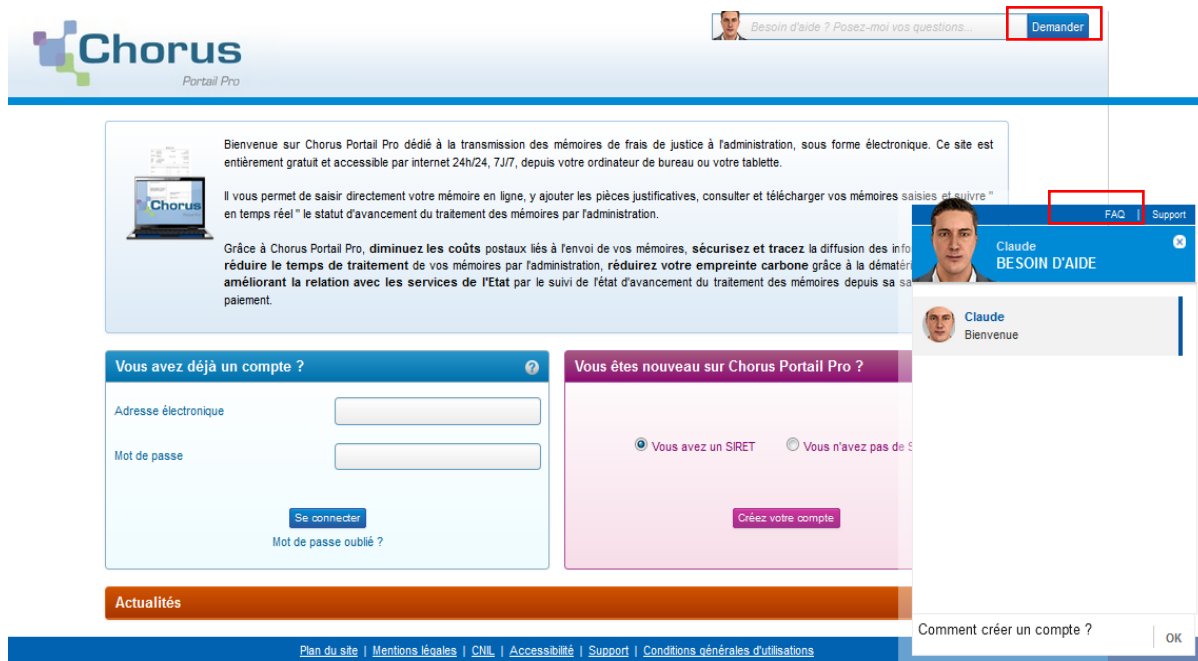 Chorus
Portail Pro
Besoin d'aide ? Posez-moi vos questions...
Demander
Bienvenue sur Chorus Portail Pro dédié à la transmission des mémoires de frais de justice à l'administration, sous forme électronique. Ce site est
entièrement gratuit et accessible par internet 24h/24, 7J/7, depuis votre ordinateur de bureau ou votre tablette.
Il vous permet de saisir directement votre mémoire en ligne, y ajouter les pièces justificatives, consulter et télécharger vos mémoires saisies et suivre "
en temps réel " le statut d'avancement du traitement des mémoires par l'administration.
Grâce à Chorus Portail Pro, diminuez les coûts postaux liés à l'envoi de vos mémoires, sécurisez et tracez la diffusion des info
réduire le temps de traitement de vos mémoires par l'administration, réduirez votre empreinte carbone grâce à la dématéri
améliorant la relation avec les services de l'Etat par le suivi de l'état d'avancement du traitement des mémoires depuis sa sa
paiement.
Chorus
FAQ | Support
Claude
BESOIN D'AIDE
Claude
Bienvenue
Vous avez déjà un compte ?
Adresse électronique
Mot de passe
Se connecter
Mot de passe oublié ?
Vous êtes nouveau sur Chorus Portail Pro ?
Vous avez un SIRET
Vous n'avez pas de S
Créez votre compte
Actualités
Comment créer un compte ?
OK
Plan du site | Mentions légales | CNIL | Accessibilité | Support | Conditions générales d'utilisations